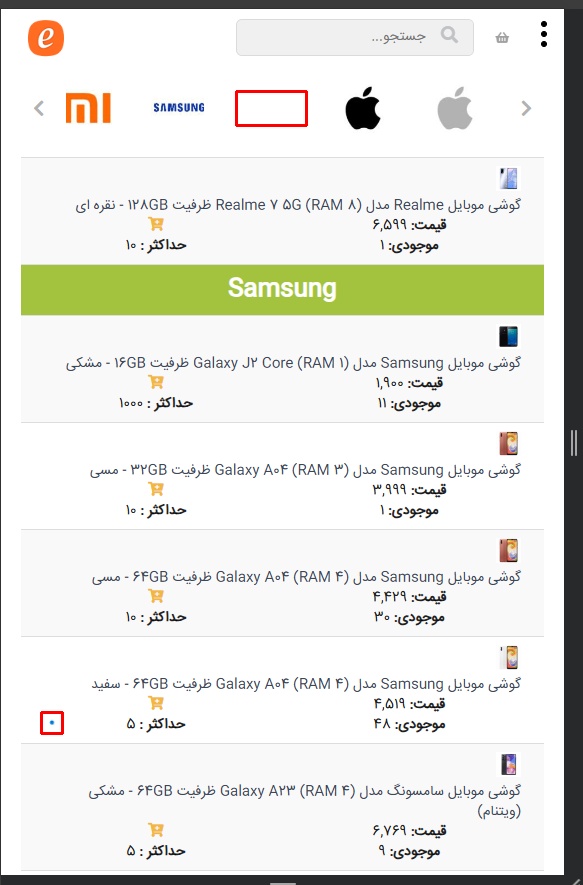 e
جستجو...
mi
SAMSUNG
گوشی موبایل Realme مدل Realme ۷ ۵G (RAM ۸) ظرفیت ۱۲۸GB - نقره ای
قیمت: ۶,۵۹۹
موجودی: ۱
حداکثر : ۱۰
Samsung
گوشی موبایل Samsung مدل Galaxy J۲ Core (RAM ۱) ظرفیت ۱۶GB - مشکی
قیمت: ۱,۹۰۰
موجودی: ۱۱
حداکثر : ۱۰۰۰
گوشی موبایل Samsung مدل Galaxy A۰۴ (RAM ۳) ظرفیت ۳۲GB - مسی
قیمت: ۳,۹۹۹
موجودی: ۱
حداکثر : ۱۰
گوشی موبایل Samsung مدل Galaxy A۰۴ (RAM ۴) ظرفیت ۶۴GB - مسی
قیمت: ۴,۴۲۹
موجودی: ۳۰
حداکثر : ۱۰
گوشی موبایل Samsung مدل Galaxy A۰۴ (RAM ۴) ظرفیت ۶۴GB - سفید
قیمت: ۴,۵۱۹
موجودی: ۴۸
حداکثر : ۵
گوشی موبایل سامسونگ مدل Galaxy A۲۳ (RAM ۴) ظرفیت ۶۴GB - مشکی
(ویتنام)
قیمت: ۶,۷۶۹
موجودی: ۹
حداکثر : ۵